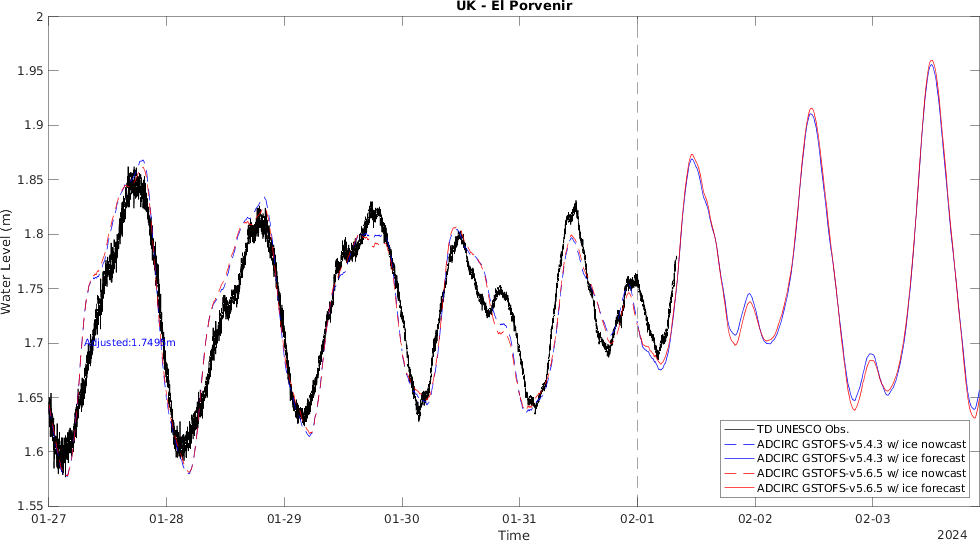 UK - El Porvenir
2
1.95
1.9
1.85
1.8
1.75
1.7
1.65
1.6
1.55
Water Level (m)
Adjusted:1.7495m
TD UNESCO Obs.
ADCIRC GSTOFS-v5.4.3 w/ ice nowcast
ADCIRC GSTOFS-v5.4.3 w/ ice forecast
ADCIRC GSTOFS-v5.6.5 w/ ice nowcast
ADCIRC GSTOFS-v5.6.5 w/ ice forecast
01-27
01-28
01-29
01-30
01-31
02-01
02-02
02-03
Time
2024